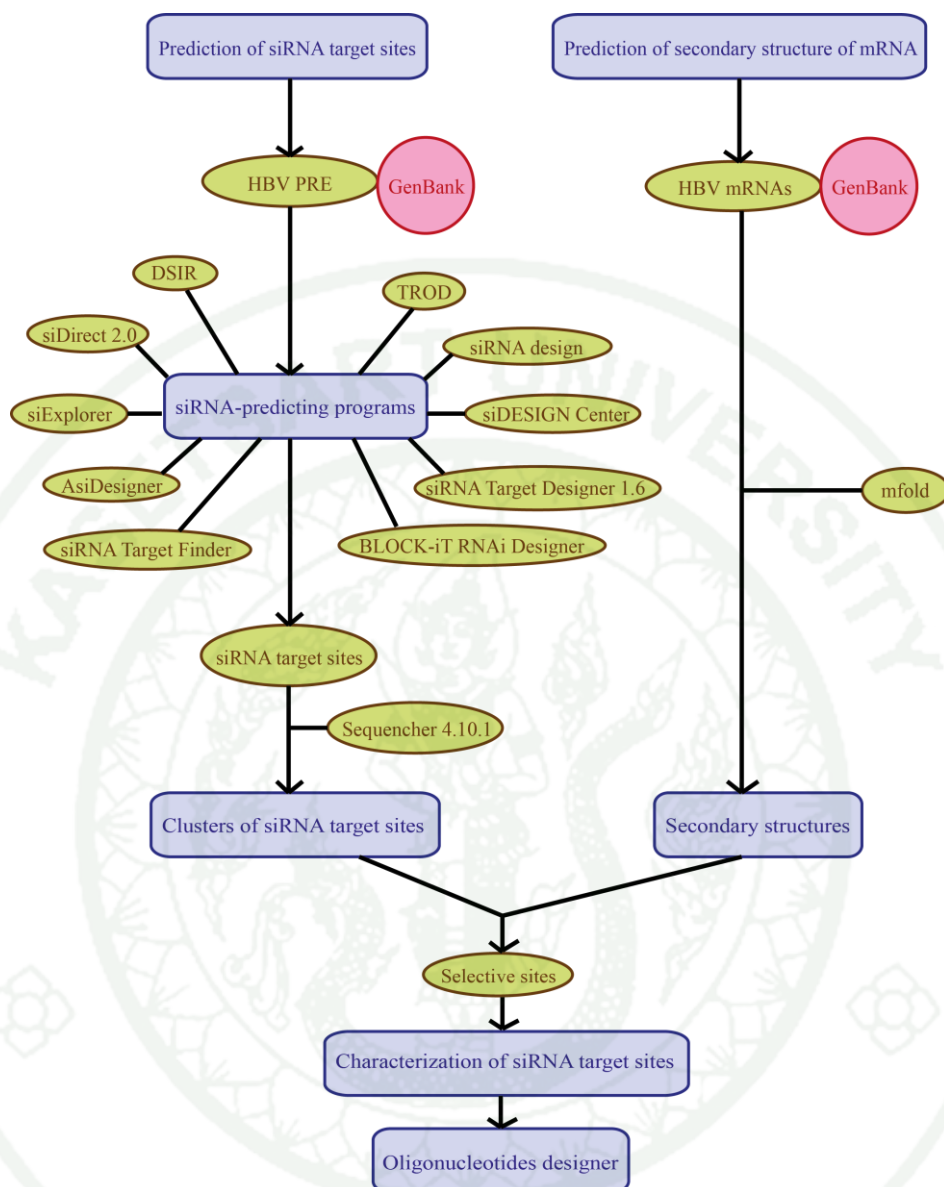 Prediction of siRNA target sites
Prediction of secondary structure of mRNA
HBV PRE
GenBank
HBV mRNAs
GenBank
DSIR
TROD
siDirect 2.0
siRNA design
siExplorer
siRNA-predicting programs
siDESIGN Center
AsiDesigner
siRNA Target Designer 1.6
mfold
siRNA Target Finder
BLOCK-iT RNAi Designer
siRNA target sites
Sequencher 4.10.1
Clusters of siRNA target sites
Secondary structures
Selective sites
Characterization of siRNA target sites
Oligonucleotides designer
KASETSART UNIVERSITY